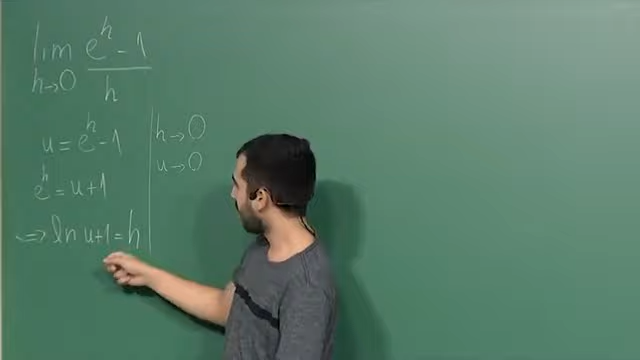 lim e^h - 1
h→0 h
u = e^h - 1
e^h = u+1
=> ln u+1 = h
h→0
u→0